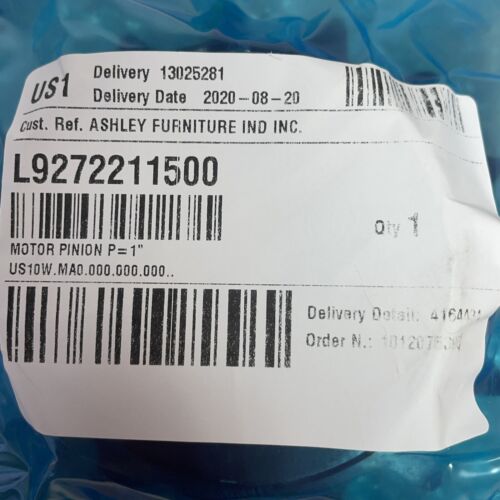 US1
Delivery 13025281
Delivery Date 2020-08-20
Cust. Ref. ASHLEY FURNITURE IND INC.
L9272211500
Qty 1
MOTOR PINION P=1"
US10W.MA0.000.000.000..
Delivery Detail:
Order N.: